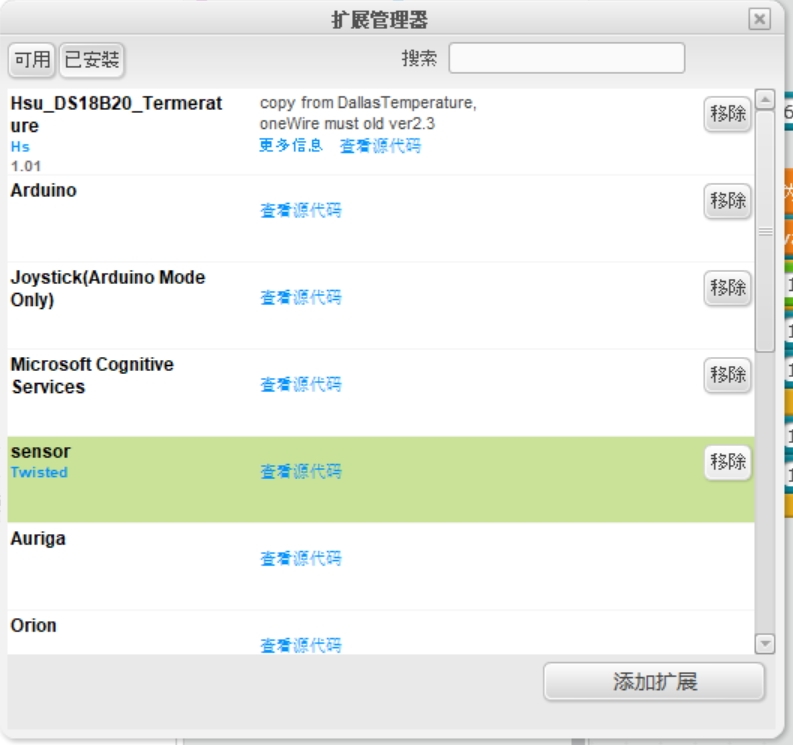 扩展管理器
可用 已安裝 搜索
Hsu_DS18B20_Termerat
ure
Hs
1.01
copy from DallasTemperature,
oneWire must old ver2.3
更多信息 查看源代码
移除
Arduino
查看源代码
移除
Joystick(Arduino Mode
Only)
查看源代码
移除
Microsoft Cognitive
Services
查看源代码
移除
sensor
Twisted
查看源代码
移除
Auriga
查看源代码
Orion
查看源代码
添加扩展